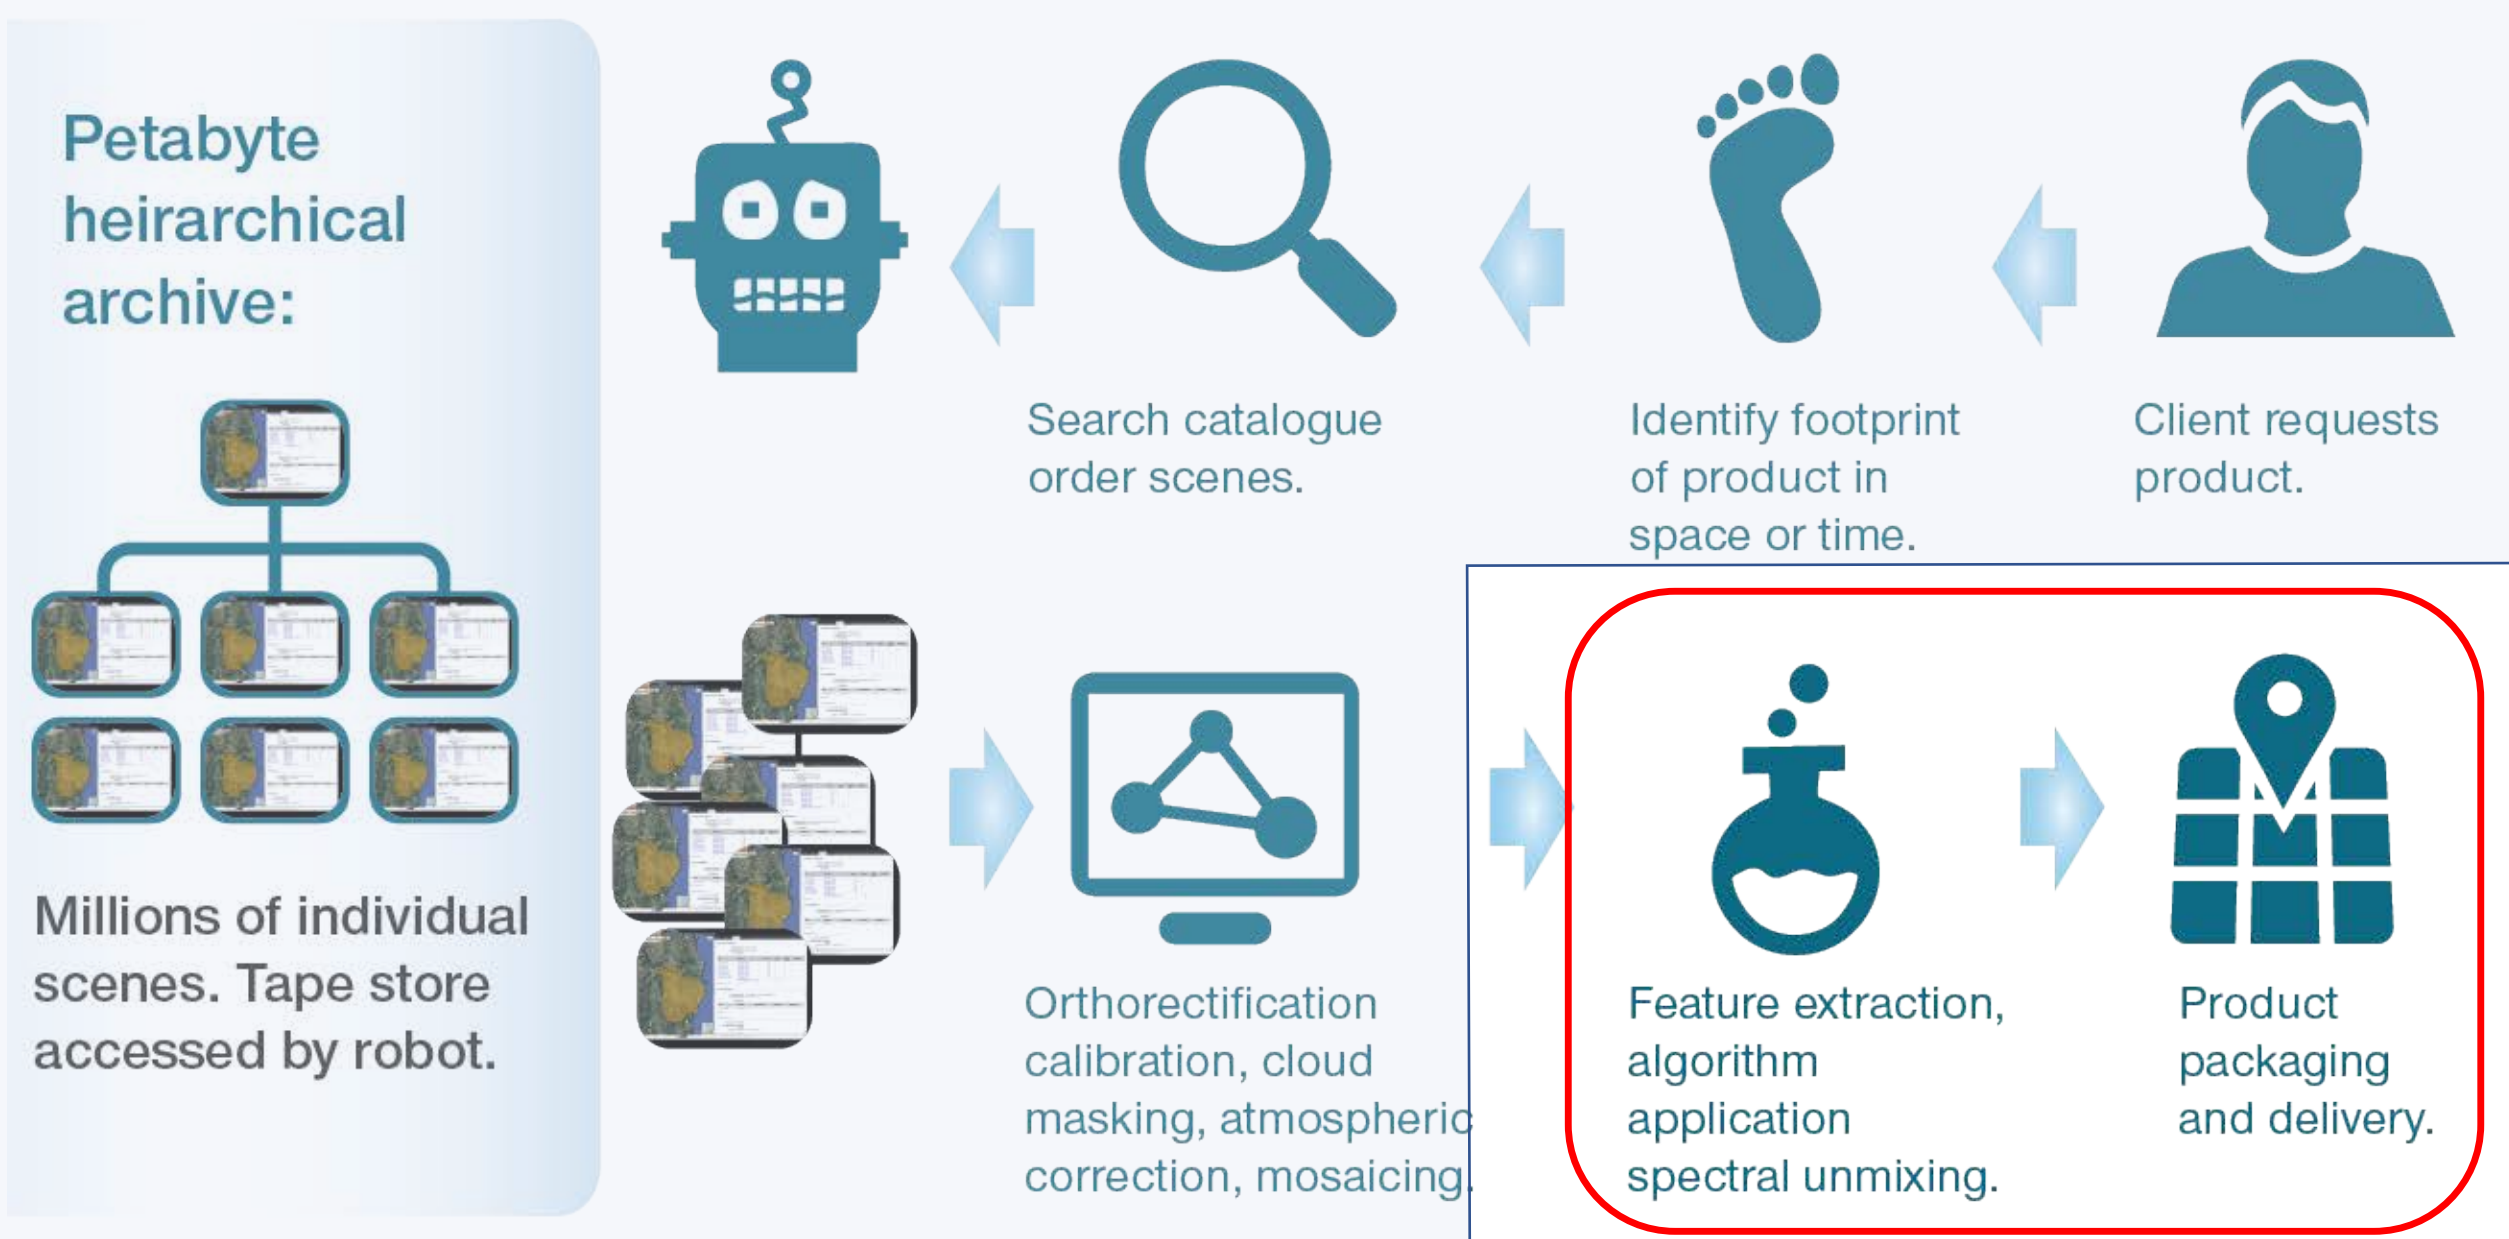 Petabyte
heirarchical
archive:
Millions of individual
scenes. Tape store
accessed by robot.
Search catalogue
order scenes.
Identify footprint
of product in
space or time.
Client requests
product.
Orthorectification
calibration, cloud
masking, atmospheric
correction, mosaicing.
Feature extraction,
algorithm
application
spectral unmixing.
Product
packaging
and delivery.